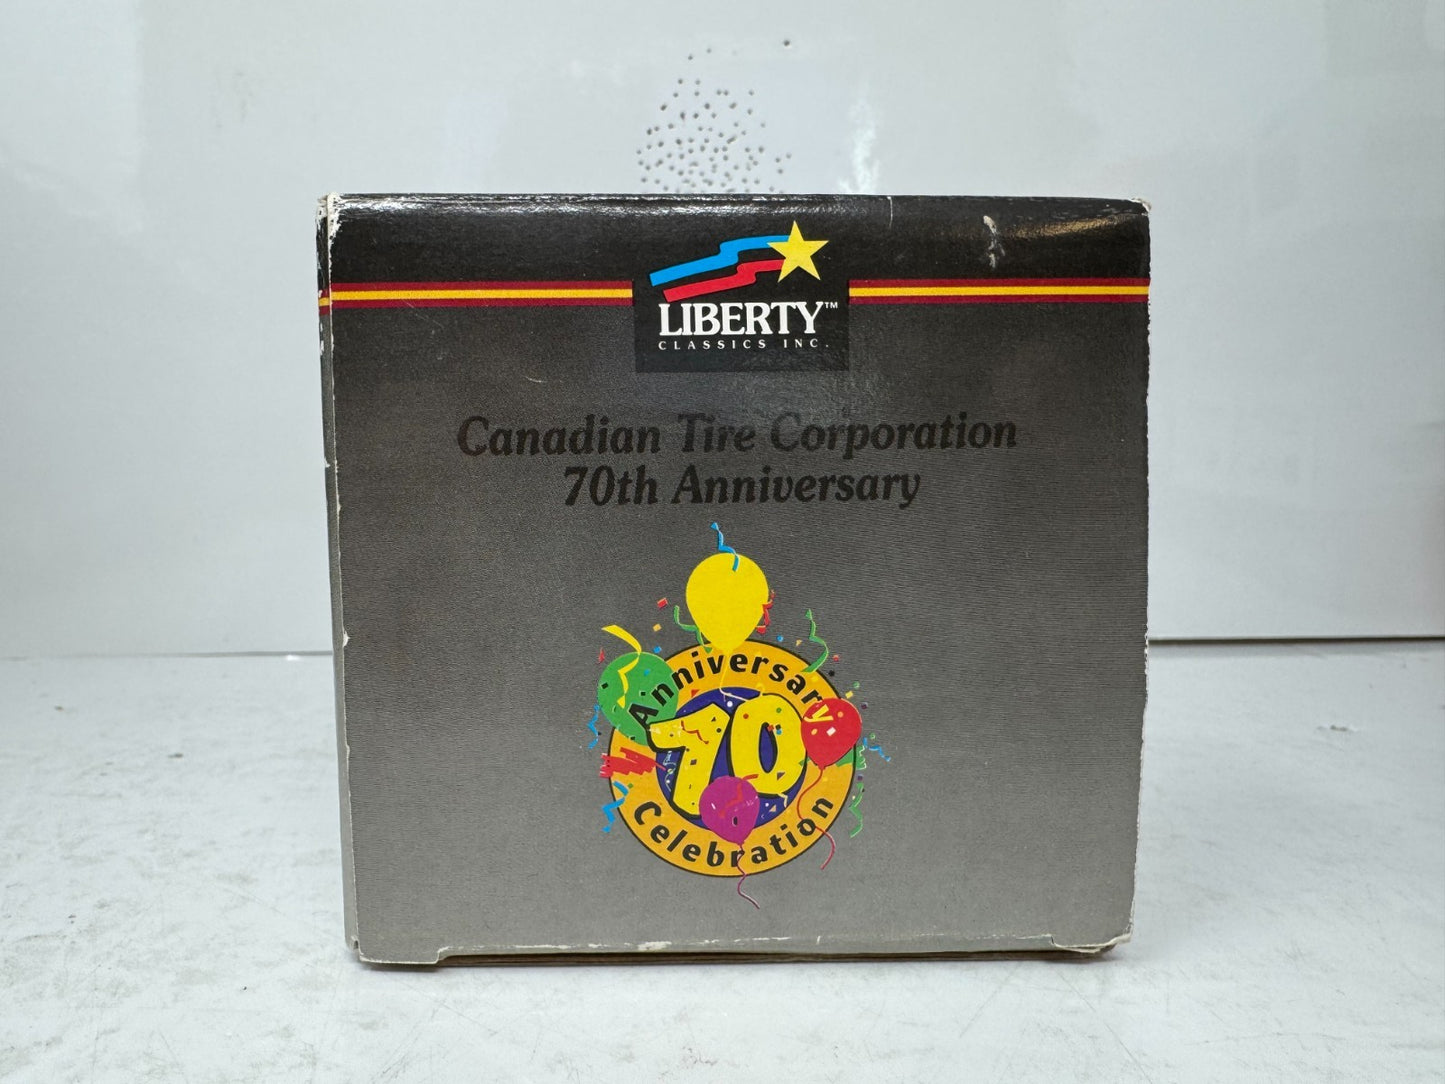 LIBERTY™
CLASSICS INC.
Canadian Tire Corporation
70th Anniversary
Anniversary
70
Celebration